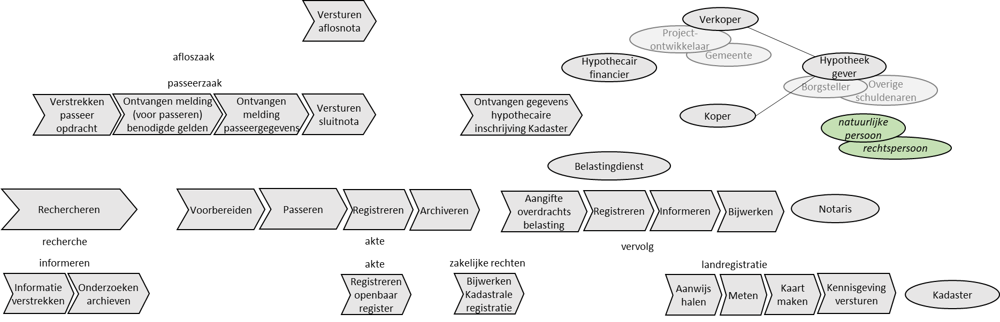 Versturen
aflosnota
Verkoper
Project-
ontwikkelaar
Gemeente
afloszaak
Hypothecair
financier
Hypotheek
gever
Borgsteller
Overige
schuldenaren
passeerzaak
Verstrekken
passeer
opdracht
Ontvangen melding
(voor passeren)
benodigde gelden
Ontvangen
melding
passeergegevens
Versturen
sluitnota
Ontvangen gegevens
hypothecaire
inschrijving Kadaster
Koper
natuurlijke
persoon
rechtspersoon
Belastingdienst
Rechercheren
Voorbereiden
Passeren
Registreren
Archiveren
Aangifte
overdrachts
belasting
Registreren
Informeren
Bijwerken
Notaris
recherche
akte
vervolg
informeren
akte
zakelijke rechten
landregistratie
Informatie
verstrekken
Onderzoeken
archieven
Registreren
openbaar
register
Bijwerken
Kadastrale
registratie
Aanwijs
halen
Meten
Kaart
maken
Kennisgeving
versturen
Kadaster